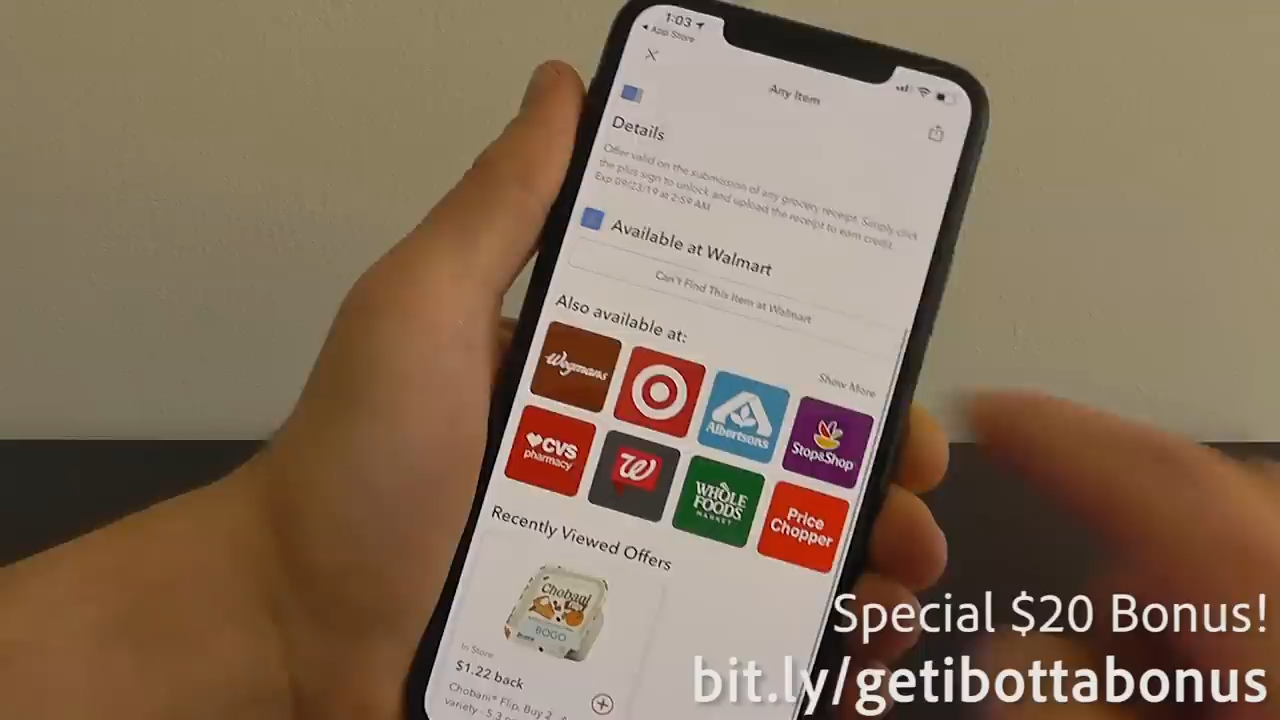 1:03
App Store
Any Item
Details
Offer valid on the submission of any grocery receipt. Simply click
the plus sign to unlock and upload the receipt to earn credit.
Exp 09/23/19 at 2:59 AM
Available at Walmart
Can't Find This Item at Walmart
Also available at:
Show More
Wegmans
Albertsons
Stop&Shop
CVS
pharmacy
W
WHOLE
FOODS
MARKET
Price
Chopper
Recently Viewed Offers
Chobani
BOGO
In Store
$1.22 back
Chobani® Flip, Buy 2
variety - 5.3
Special $20 Bonus!
bit.ly/getibottabonus